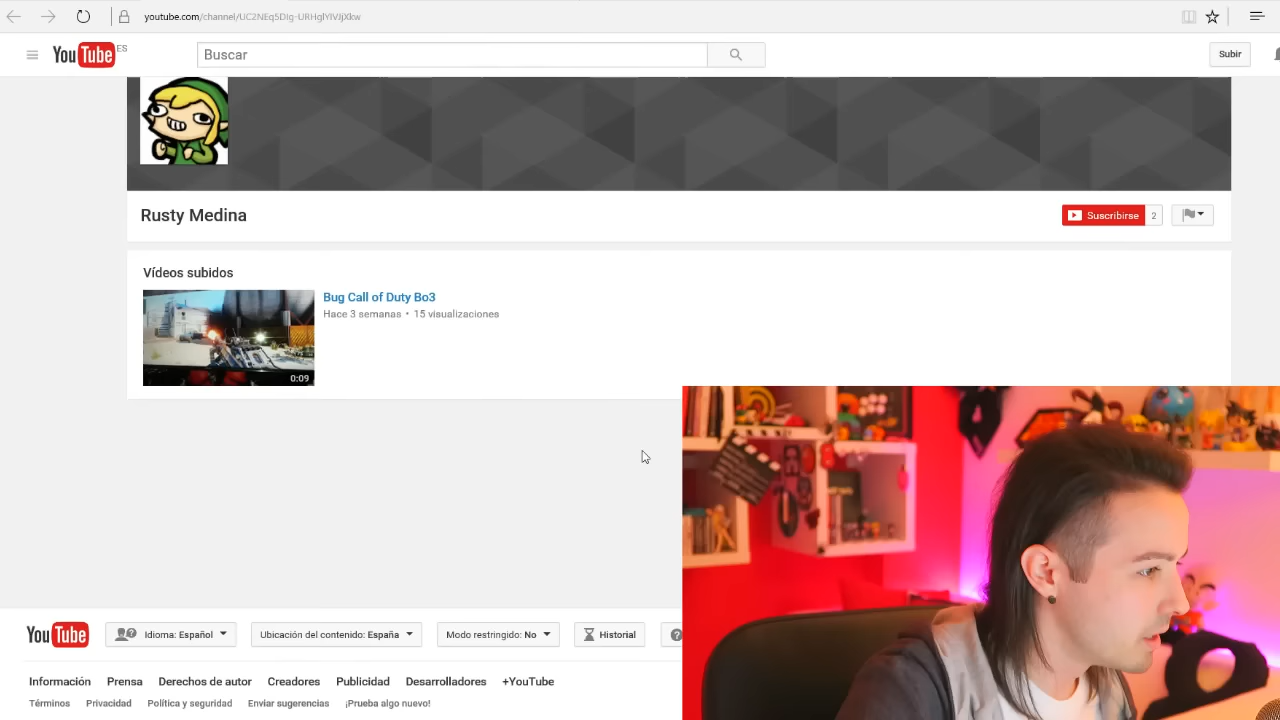 youtube.com/channel/UC2NEq5DIg-URHglYlVJjXkw
YouTube ES
Buscar
Subir
Rusty Medina
Suscribirse 2
Vídeos subidos
Bug Call of Duty Bo3
Hace 3 semanas • 15 visualizaciones
0:09
YouTube
Idioma: Español
Ubicación del contenido: España
Modo restringido: No
Historial
Información Prensa Derechos de autor Creadores Publicidad Desarrolladores +YouTube
Términos Privacidad Política y seguridad Enviar sugerencias ¡Prueba algo nuevo!